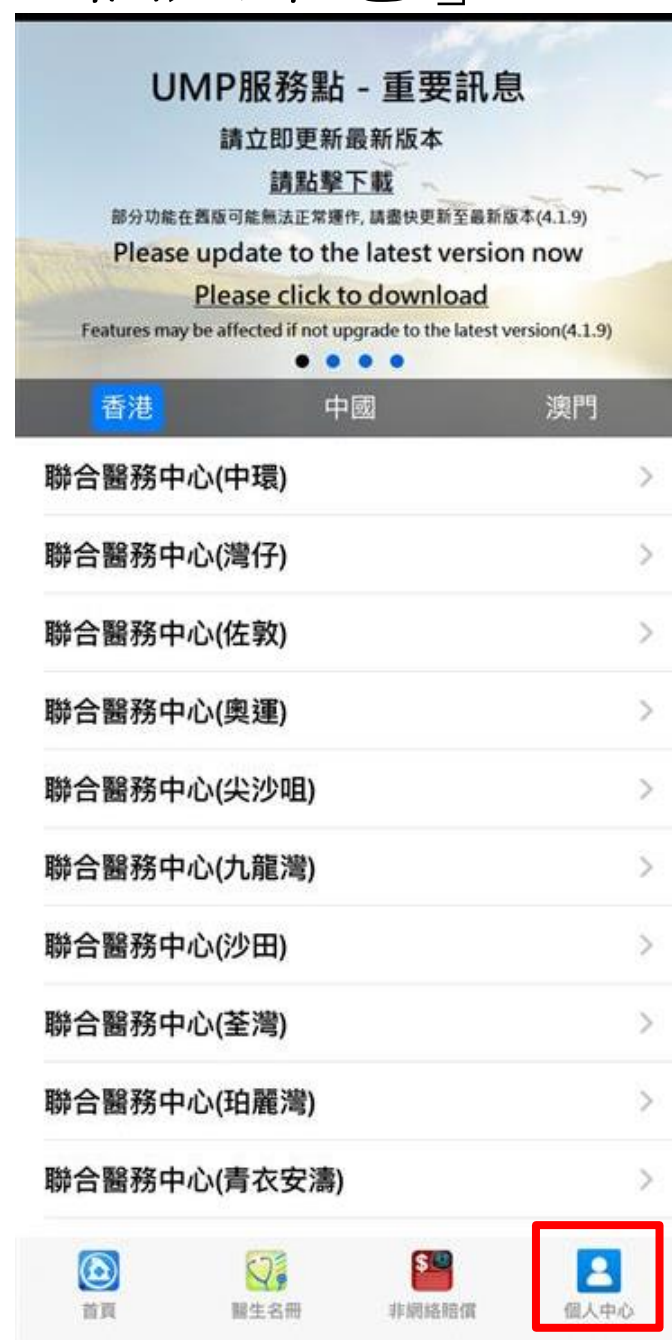 UMP服務點 - 重要訊息
請立即更新最新版本
請點擊下載
部分功能在舊版可能無法正常運作, 請盡快更新至最新版本(4.1.9)
Please update to the latest version now
Please click to download
Features may be affected if not upgrade to the latest version(4.1.9)
香港 中國 澳門
聯合醫務中心(中環)
聯合醫務中心(灣仔)
聯合醫務中心(佐敦)
聯合醫務中心(奧運)
聯合醫務中心(尖沙咀)
聯合醫務中心(九龍灣)
聯合醫務中心(沙田)
聯合醫務中心(荃灣)
聯合醫務中心(珀麗灣)
聯合醫務中心(青衣安濤)
首頁 醫生名冊 非網絡賠償 個人中心